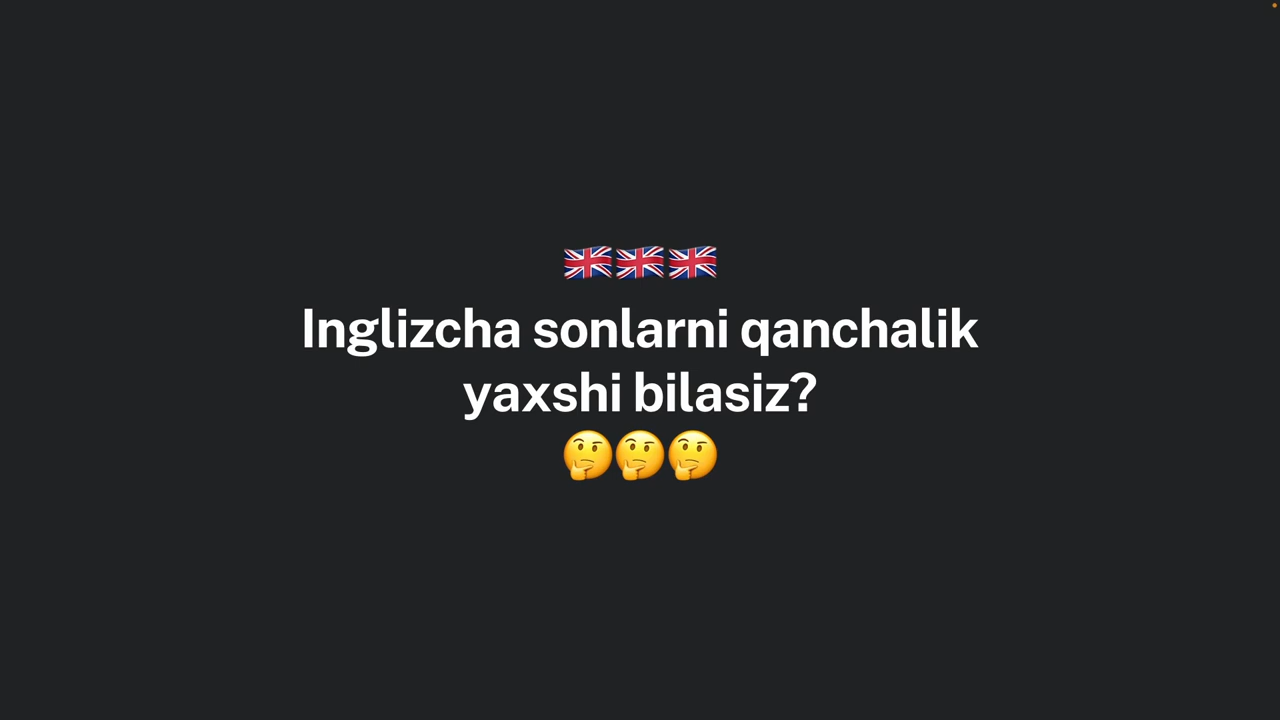 🇬🇧🇬🇧🇬🇧
Inglizcha sonlarni qanchalik
yaxshi bilasiz?
🤔🤔🤔